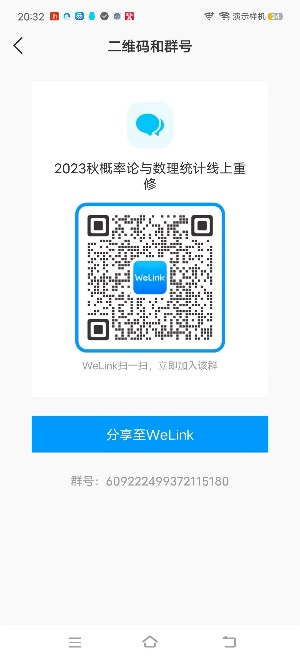 20:32 演示样机 24
二维码和群号
2023秋概率论与数理统计线上重
修
WeLink
WeLink扫一扫，立即加入该群
分享至WeLink
群号：609222499372115180